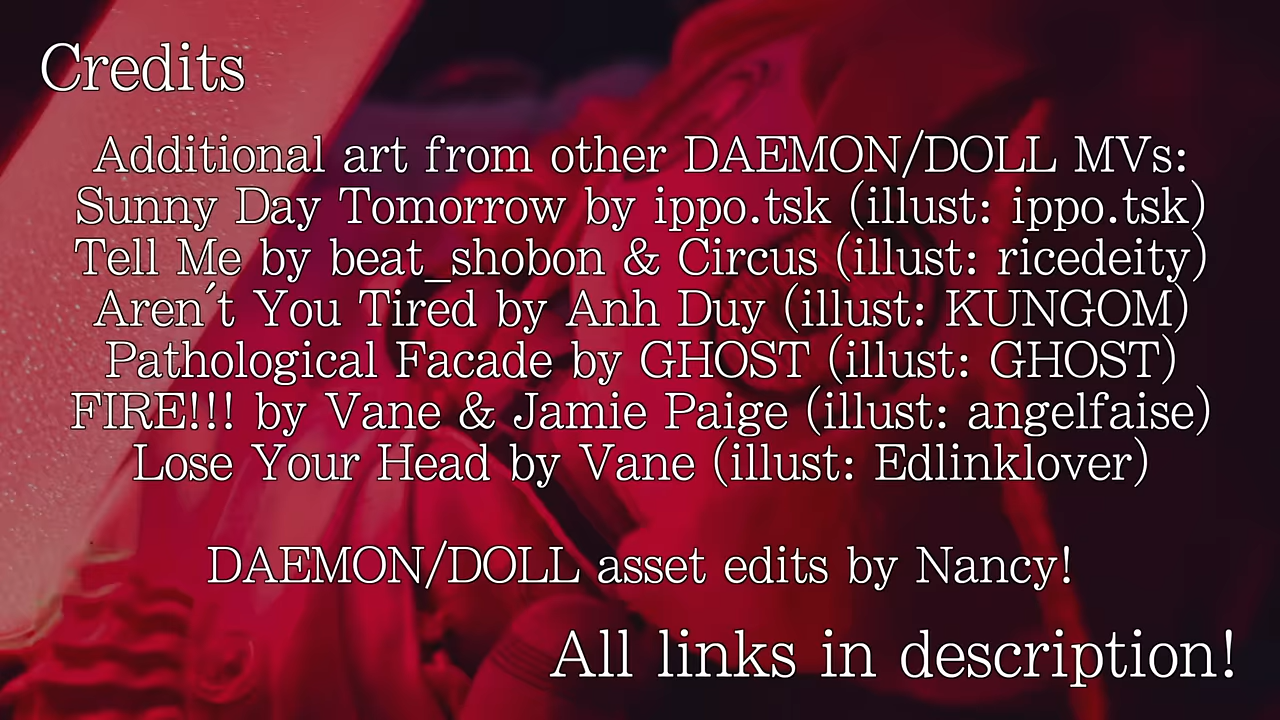 Credits
Additional art from other DAEMON/DOLL MVs:
Sunny Day Tomorrow by ippo.tsk (illust: ippo.tsk)
Tell Me by beat_shobon & Circus (illust: ricedeity)
Aren´t You Tired by Anh Duy (illust: KUNGOM)
Pathological Facade by GHOST (illust: GHOST)
FIRE!!! by Vane & Jamie Paige (illust: angelfaise)
Lose Your Head by Vane (illust: Edlinklover)
DAEMON/DOLL asset edits by Nancy!
All links in description!